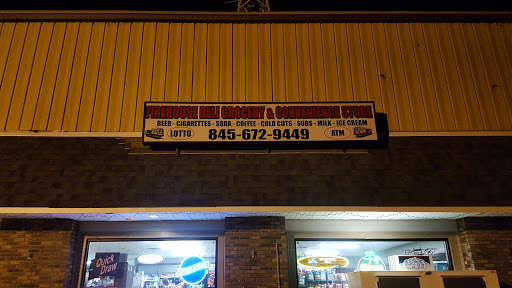 FIREHOUSE DELI GROCERY & CONVENIENCE STORE
BEER - CIGARETTES - SODA - COFFEE - COLD CUTS - SUBS - MILK - ICE CREAM
LOTTO 845-672-9449 ATM
Quick
Draw